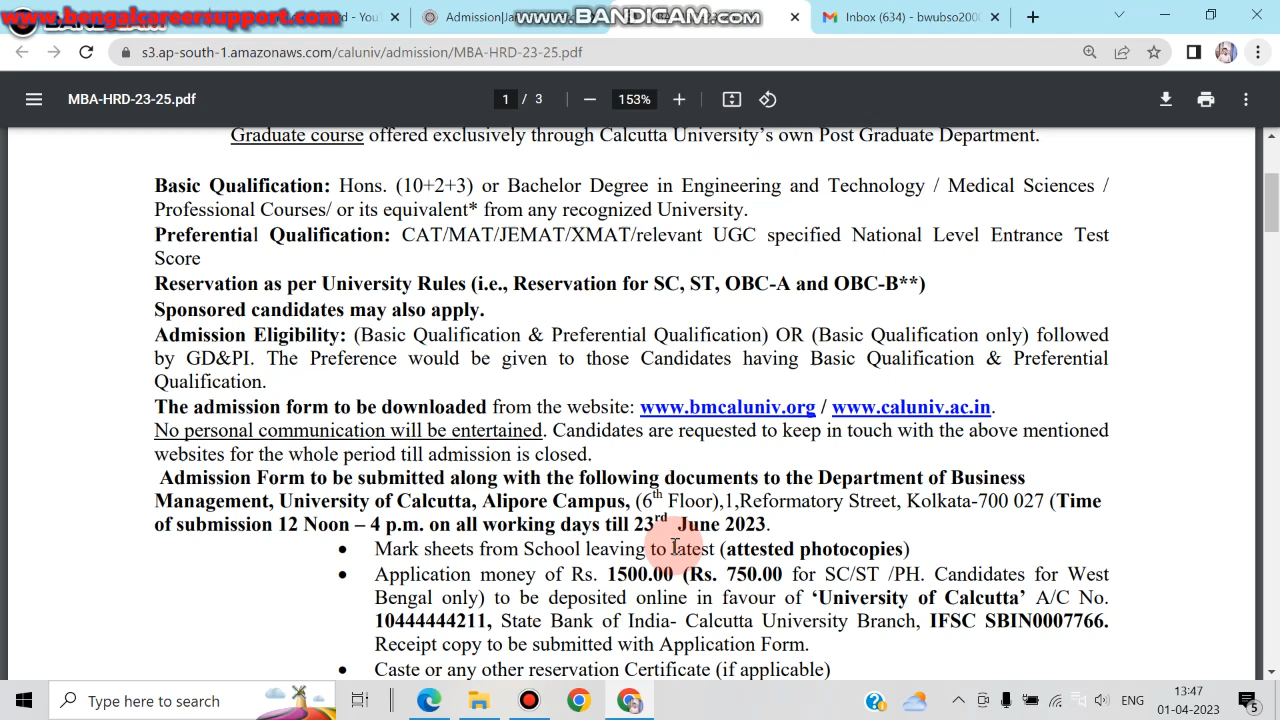 www.bengalcareersupport.com
d - You
Admission|Ja
www.BANDICAM.com
Inbox (634) - bwubso200
s3.ap-south-1.amazonaws.com/caluniv/admission/MBA-HRD-23-25.pdf
MBA-HRD-23-25.pdf
1 / 3
153%
Graduate course offered exclusively through Calcutta University's own Post Graduate Department.
Basic Qualification: Hons. (10+2+3) or Bachelor Degree in Engineering and Technology / Medical Sciences /
Professional Courses/ or its equivalent* from any recognized University.
Preferential Qualification: CAT/MAT/JEMAT/XMAT/relevant UGC specified National Level Entrance Test
Score
Reservation as per University Rules (i.e., Reservation for SC, ST, OBC-A and OBC-B**)
Sponsored candidates may also apply.
Admission Eligibility: (Basic Qualification & Preferential Qualification) OR (Basic Qualification only) followed
by GD&PI. The Preference would be given to those Candidates having Basic Qualification & Preferential
Qualification.
The admission form to be downloaded from the website: www.bmcaluniv.org / www.caluniv.ac.in.
No personal communication will be entertained. Candidates are requested to keep in touch with the above mentioned
websites for the whole period till admission is closed.
Admission Form to be submitted along with the following documents to the Department of Business
Management, University of Calcutta, Alipore Campus, (6th Floor),1,Reformatory Street, Kolkata-700 027 (Time
of submission 12 Noon – 4 p.m. on all working days till 23rd June 2023.
• Mark sheets from School leaving to latest (attested photocopies)
• Application money of Rs. 1500.00 (Rs. 750.00 for SC/ST /PH. Candidates for West
Bengal only) to be deposited online in favour of 'University of Calcutta' A/C No.
10444444211, State Bank of India- Calcutta University Branch, IFSC SBIN0007766.
Receipt copy to be submitted with Application Form.
• Caste or any other reservation Certificate (if applicable)
Type here to search
ENG
13:47
01-04-2023
5